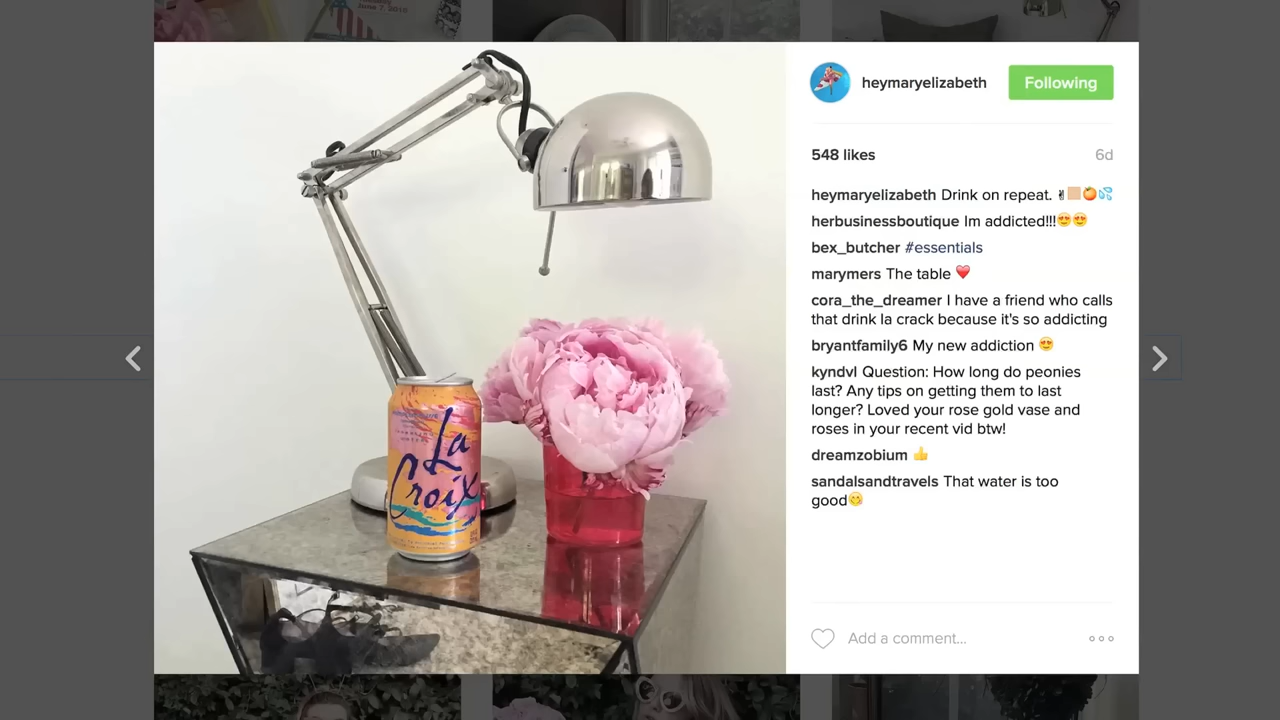 June 7, 2015
heymaryelizabeth
Following
548 likes
6d
heymaryelizabeth Drink on repeat. ✌🏼🍊💦
herbusinessboutique Im addicted!!!😍😍
bex_butcher #essentials
marymers The table ❤️
cora_the_dreamer I have a friend who calls
that drink la crack because it's so addicting
bryantfamily6 My new addiction 😍
kyndvl Question: How long do peonies
last? Any tips on getting them to last
longer? Loved your rose gold vase and
roses in your recent vid btw!
dreamzobium 👍
sandalsandtravels That water is too
good😋
Add a comment...
La
Croix